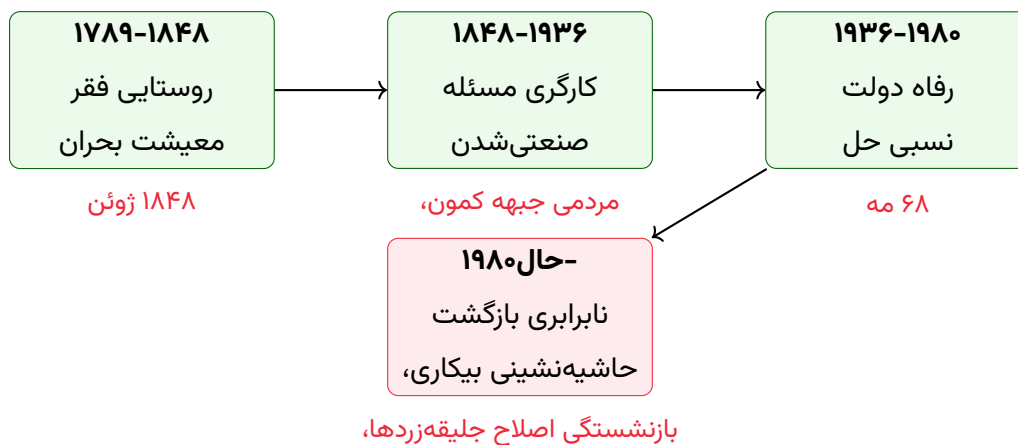 ۱۷۸۹-۱۸۴۸
روستایی فقر
معیشت بحران
۱۸۴۸ ژوئن
۱۸۴۸-۱۹۳۶
کارگری مسئله
صنعتی‌شدن
مردمی جبهه کمون،
۱۹۳۶-۱۹۸۰
رفاه دولت
نسبی حل
۶۸ مه
-حال۱۹۸۰
نابرابری بازگشت
حاشیه‌نشینی بیکاری،
بازنشستگی اصلاح جلیقه‌زردها،